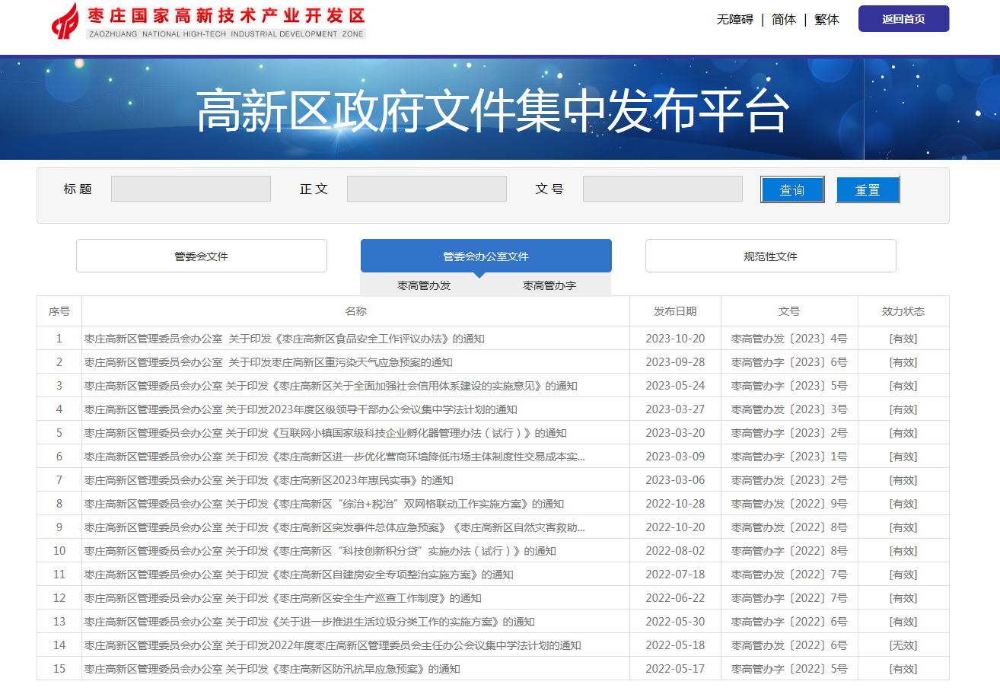 枣庄国家高新技术产业开发区
ZAOZHUANG NATIONAL HIGH-TECH INDUSTRIAL DEVELOPMENT ZONE
无障碍 | 简体 | 繁体 返回首页
高新区政府文件集中发布平台
标 题 正 文 文 号 查询 重置
管委会文件 管委会办公室文件 规范性文件
枣高管办发 枣高管办字
序号 名称 发布日期 文号 效力状态
1 枣庄高新区管理委员会办公室 关于印发《枣庄高新区食品安全工作评议办法》的通知 2023-10-20 枣高管办发〔2023〕4号 [有效]
2 枣庄高新区管理委员会办公室 关于印发枣庄高新区重污染天气应急预案的通知 2023-09-28 枣高管办字〔2023〕6号 [有效]
3 枣庄高新区管理委员会办公室 关于印发《枣庄高新区关于全面加强社会信用体系建设的实施意见》的通知 2023-05-24 枣高管办字〔2023〕5号 [有效]
4 枣庄高新区管理委员会办公室 关于印发2023年度区级领导干部办公会议集中学法计划的通知 2023-03-27 枣高管办发〔2023〕3号 [有效]
5 枣庄高新区管理委员会办公室 关于印发《互联网小镇国家级科技企业孵化器管理办法（试行）》的通知 2023-03-20 枣高管办字〔2023〕2号 [有效]
6 枣庄高新区管理委员会办公室 关于印发《枣庄高新区进一步优化营商环境降低市场主体制度性交易成本实... 2023-03-09 枣高管办字〔2023〕1号 [有效]
7 枣庄高新区管理委员会办公室 关于印发《枣庄高新区2023年惠民实事》的通知 2023-03-06 枣高管办发〔2023〕2号 [有效]
8 枣庄高新区管理委员会办公室 关于印发《枣庄高新区“综治+税治”双网格联动工作实施方案》的通知 2022-10-28 枣高管办发〔2022〕9号 [有效]
9 枣庄高新区管理委员会办公室 关于印发《枣庄高新区突发事件总体应急预案》《枣庄高新区自然灾害救助... 2022-10-20 枣高管办发〔2022〕8号 [有效]
10 枣庄高新区管理委员会办公室 关于印发《枣庄高新区“科技创新积分贷”实施办法（试行）》的通知 2022-08-02 枣高管办字〔2022〕8号 [有效]
11 枣庄高新区管理委员会办公室 关于印发《枣庄高新区自建房安全专项整治实施方案》的通知 2022-07-18 枣高管办发〔2022〕7号 [有效]
12 枣庄高新区管理委员会办公室 关于印发《枣庄高新区安全生产巡查工作制度》的通知 2022-06-22 枣高管办字〔2022〕7号 [有效]
13 枣庄高新区管理委员会办公室 关于印发《关于进一步推进生活垃圾分类工作的实施方案》的通知 2022-05-30 枣高管办字〔2022〕6号 [有效]
14 枣庄高新区管理委员会办公室 关于印发2022年度枣庄高新区管理委员会主任办公会议集中学法计划的通知 2022-05-18 枣高管办发〔2022〕6号 [无效]
15 枣庄高新区管理委员会办公室 关于印发《枣庄高新区防汛抗旱应急预案》的通知 2022-05-17 枣高管办字〔2022〕5号 [有效]